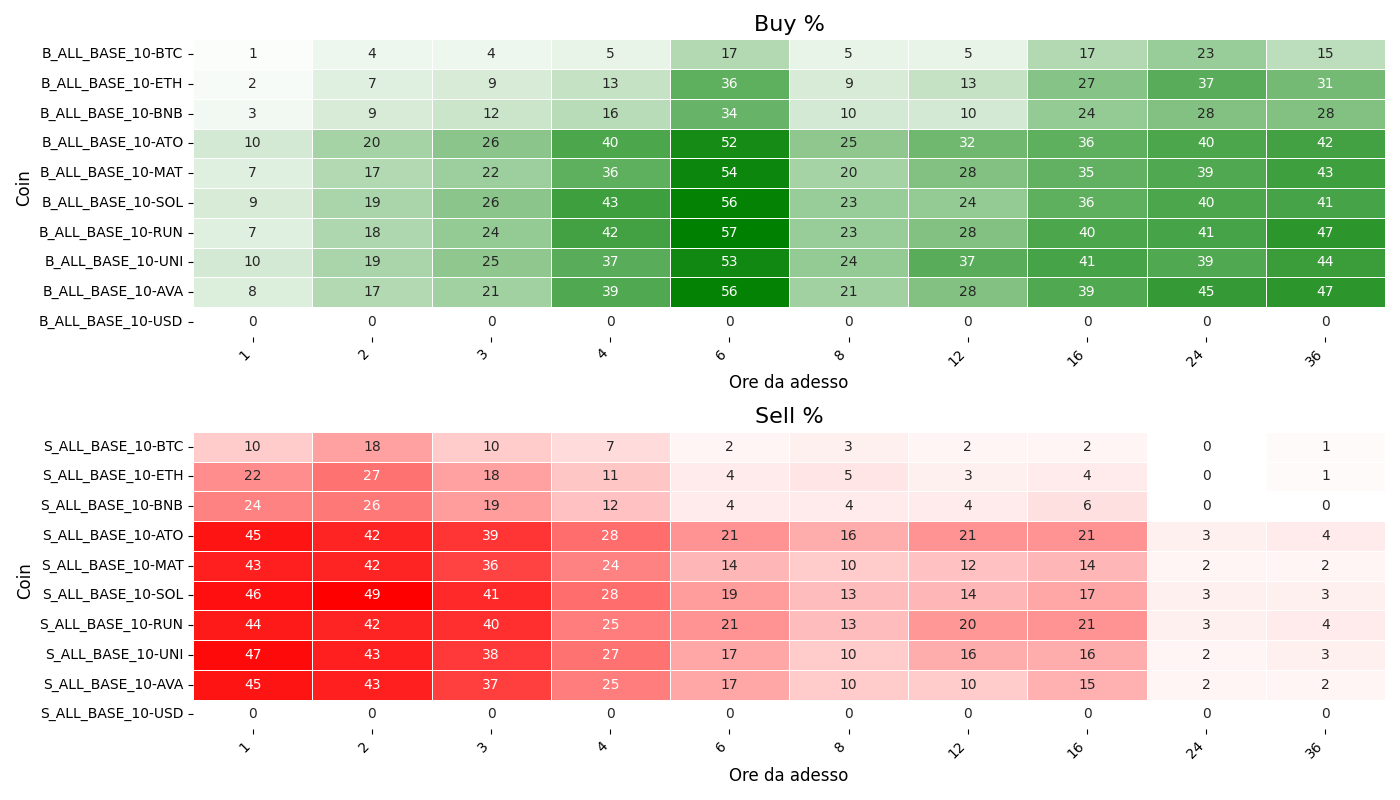 Buy %
Coin
B_ALL_BASE_10-BTC 1 4 4 5 17 5 5 17 23 15
B_ALL_BASE_10-ETH 2 7 9 13 36 9 13 27 37 31
B_ALL_BASE_10-BNB 3 9 12 16 34 10 10 24 28 28
B_ALL_BASE_10-ATO 10 20 26 40 52 25 32 36 40 42
B_ALL_BASE_10-MAT 7 17 22 36 54 20 28 35 39 43
B_ALL_BASE_10-SOL 9 19 26 43 56 23 24 36 40 41
B_ALL_BASE_10-RUN 7 18 24 42 57 23 28 40 41 47
B_ALL_BASE_10-UNI 10 19 25 37 53 24 37 41 39 44
B_ALL_BASE_10-AVA 8 17 21 39 56 21 28 39 45 47
B_ALL_BASE_10-USD 0 0 0 0 0 0 0 0 0 0
1 2 3 4 6 8 12 16 24 36
Ore da adesso
Sell %
Coin
S_ALL_BASE_10-BTC 10 18 10 7 2 3 2 2 0 1
S_ALL_BASE_10-ETH 22 27 18 11 4 5 3 4 0 1
S_ALL_BASE_10-BNB 24 26 19 12 4 4 4 6 0 0
S_ALL_BASE_10-ATO 45 42 39 28 21 16 21 21 3 4
S_ALL_BASE_10-MAT 43 42 36 24 14 10 12 14 2 2
S_ALL_BASE_10-SOL 46 49 41 28 19 13 14 17 3 3
S_ALL_BASE_10-RUN 44 42 40 25 21 13 20 21 3 4
S_ALL_BASE_10-UNI 47 43 38 27 17 10 16 16 2 3
S_ALL_BASE_10-AVA 45 43 37 25 17 10 10 15 2 2
S_ALL_BASE_10-USD 0 0 0 0 0 0 0 0 0 0
1 2 3 4 6 8 12 16 24 36
Ore da adesso